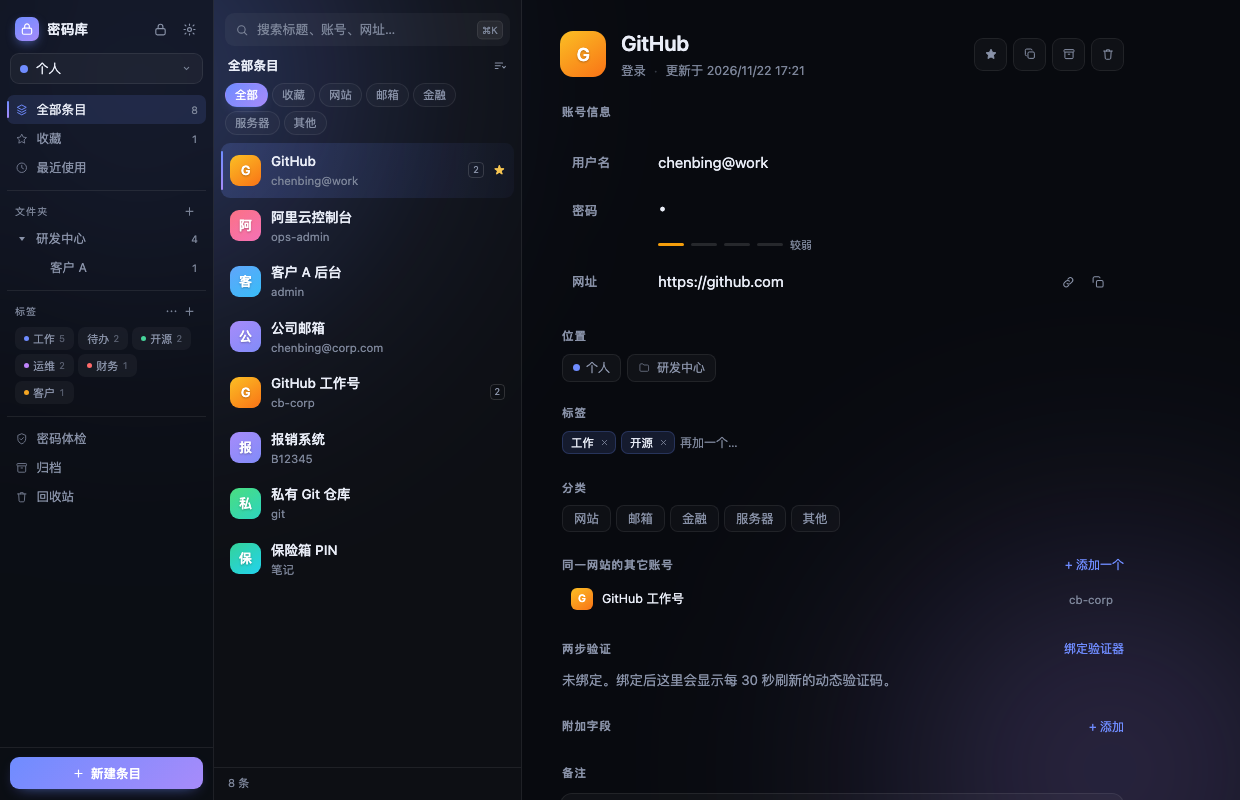 密码库
个人
全部条目 8
收藏 1
最近使用
文件夹
研发中心 4
客户 A 1
标签
工作 5 待办 2 开源 2
运维 2 财务 1
客户 1
密码体检
归档
回收站
+ 新建条目
搜索标题、账号、网址... ⌘K
全部条目
全部 收藏 网站 邮箱 金融
服务器 其他
G GitHub 2
chenbing@work
阿 阿里云控制台
ops-admin
客 客户 A 后台
admin
公 公司邮箱
chenbing@corp.com
G GitHub 工作号 2
cb-corp
报 报销系统
B12345
私 私有 Git 仓库
git
保 保险箱 PIN
笔记
8 条
G GitHub
登录 · 更新于 2026/11/22 17:21
账号信息
用户名 chenbing@work
密码 •
较弱
网址 https://github.com
位置
个人 研发中心
标签
工作 × 开源 × 再加一个...
分类
网站 邮箱 金融 服务器 其他
同一网站的其它账号 + 添加一个
G GitHub 工作号 cb-corp
两步验证 绑定验证器
未绑定。绑定后这里会显示每 30 秒刷新的动态验证码。
附加字段 + 添加
备注